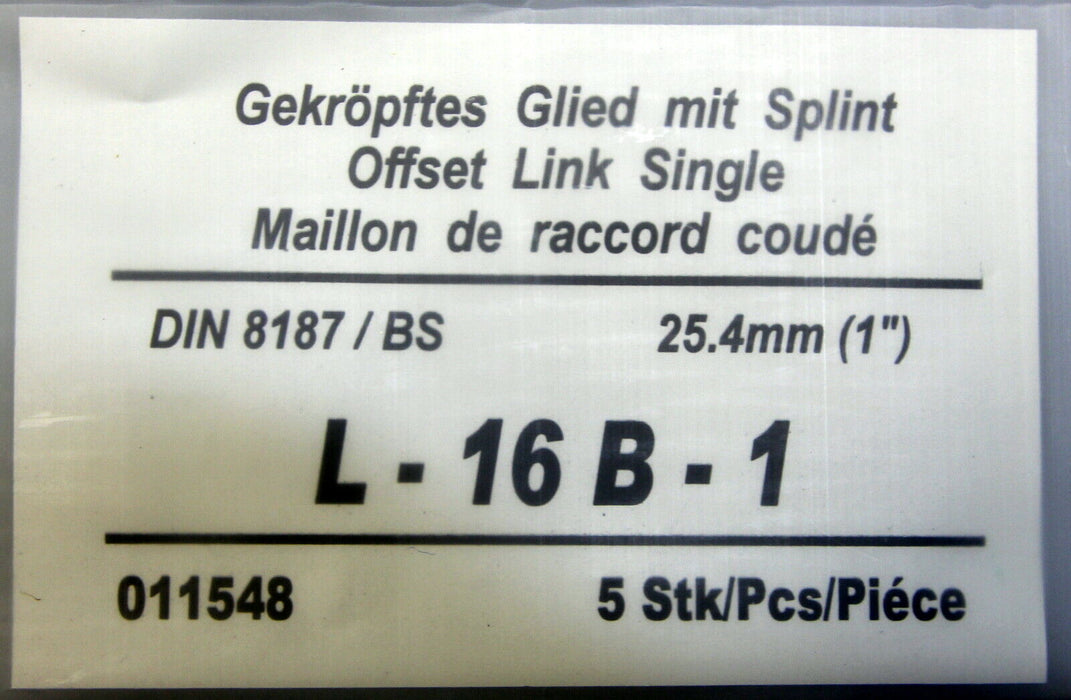 Gekröpftes Glied mit Splint
Offset Link Single
Maillon de raccord coudé
DIN 8187 / BS 25.4mm (1")
L - 16 B - 1
011548 5 Stk/Pcs/Piéce